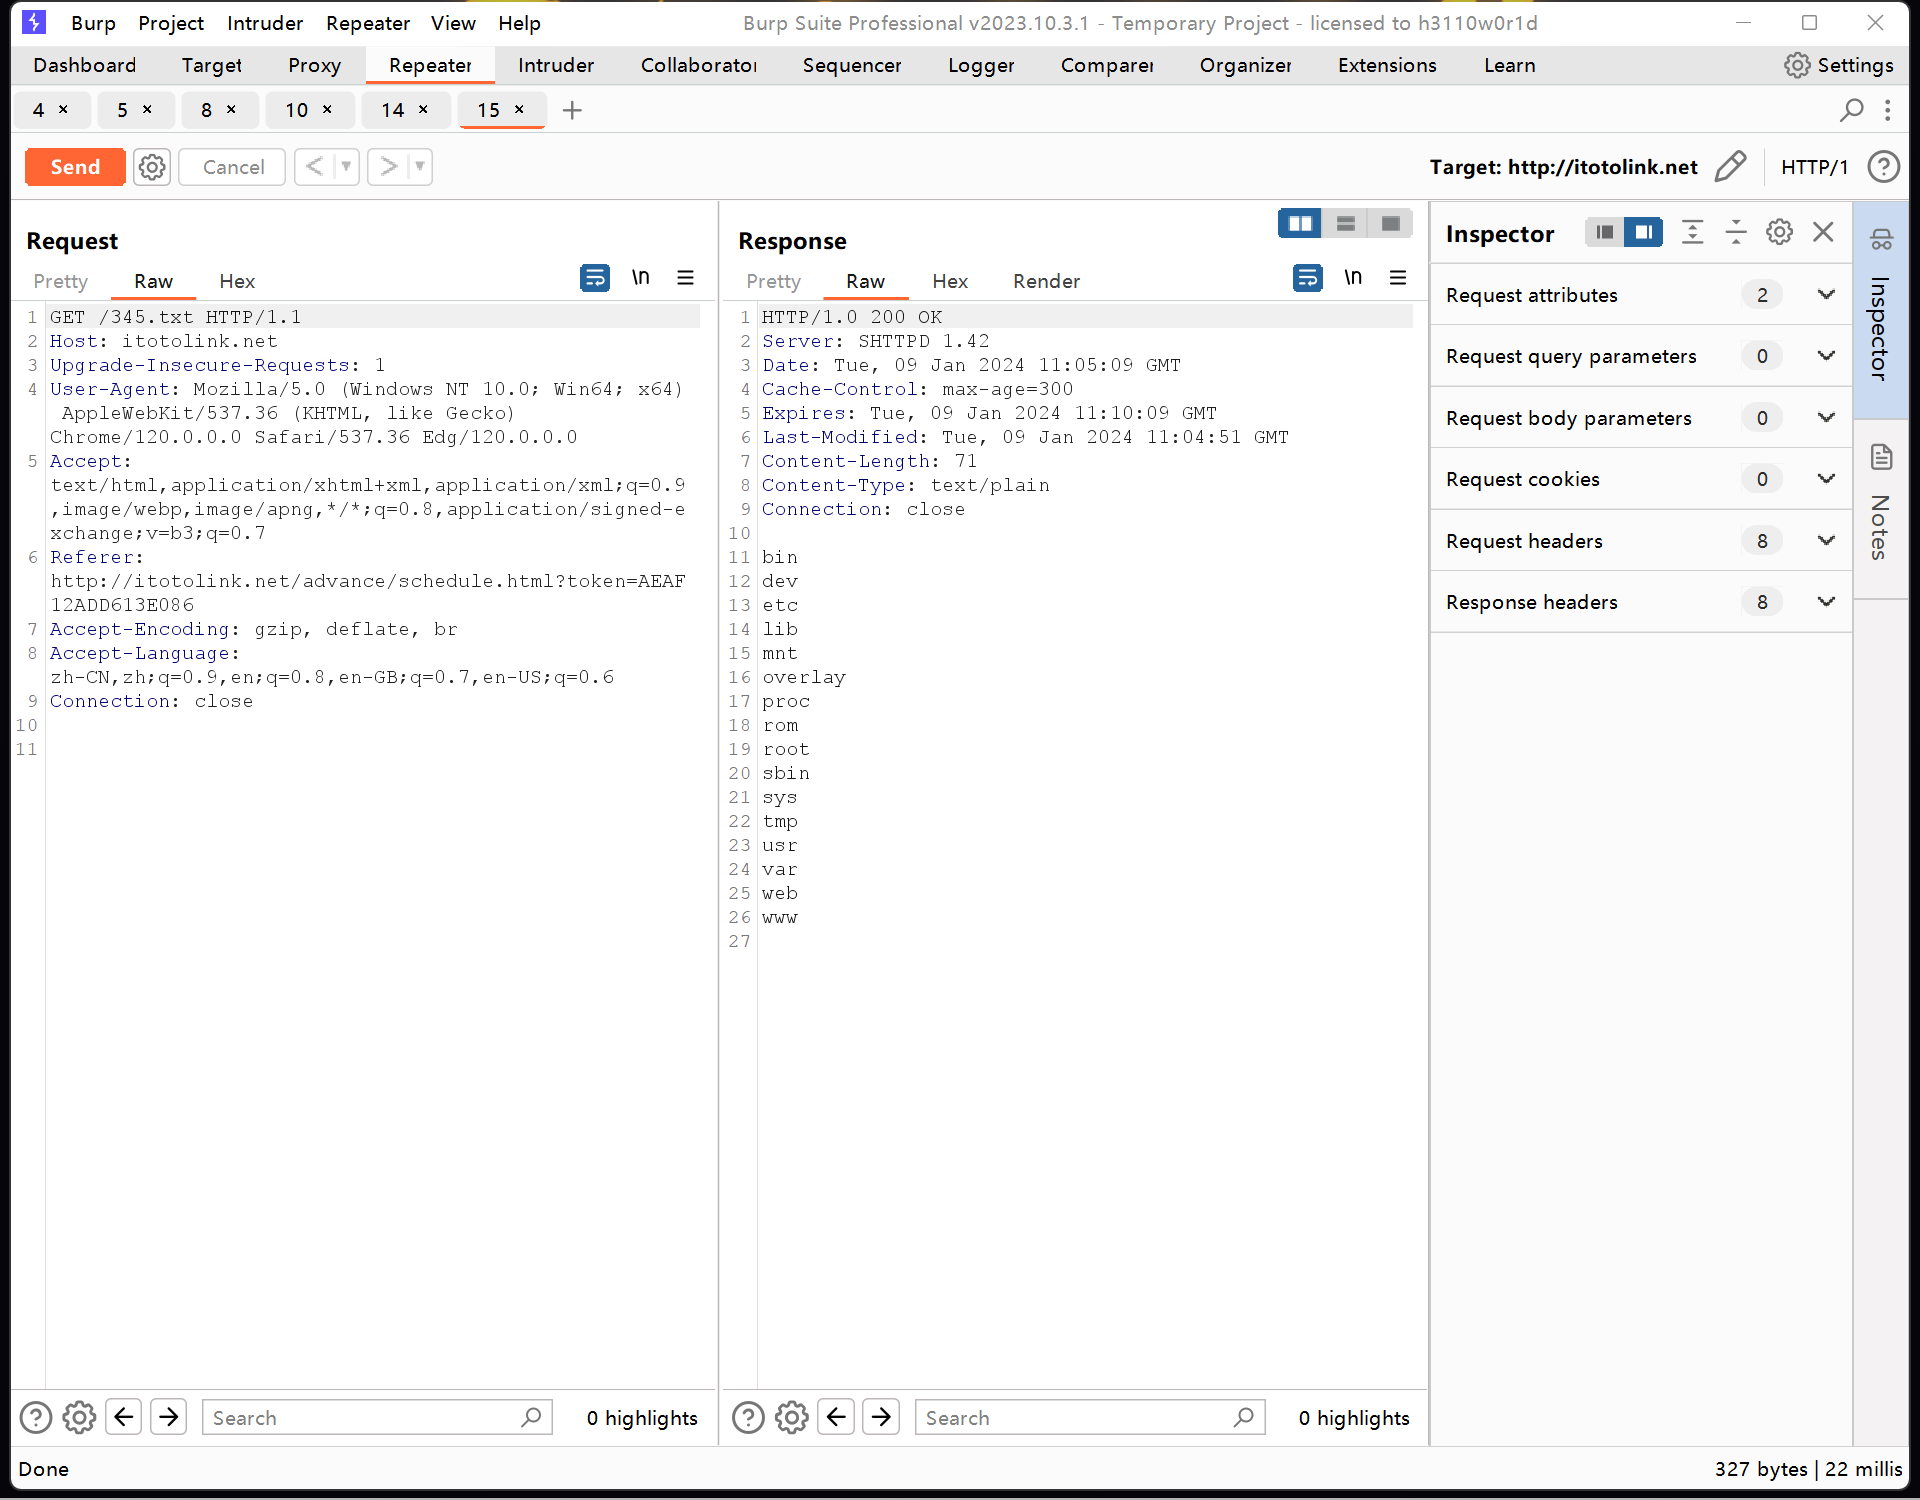 Burp Project Intruder Repeater View Help
Burp Suite Professional v2023.10.3.1 - Temporary Project - licensed to h3110w0r1d
Dashboard Target Proxy Repeater Intruder Collaborator Sequencer Logger Comparer Organizer Extensions Learn Settings
4 × 5 × 8 × 10 × 14 × 15 × +
Send Cancel < >
Target: http://itotolink.net HTTP/1 ?
Request
Pretty Raw Hex \n
1 GET /345.txt HTTP/1.1
2 Host: itotolink.net
3 Upgrade-Insecure-Requests: 1
4 User-Agent: Mozilla/5.0 (Windows NT 10.0; Win64; x64)
AppleWebKit/537.36 (KHTML, like Gecko)
Chrome/120.0.0.0 Safari/537.36 Edg/120.0.0.0
5 Accept:
text/html,application/xhtml+xml,application/xml;q=0.9
,image/webp,image/apng,*/*;q=0.8,application/signed-e
xchange;v=b3;q=0.7
6 Referer:
http://itotolink.net/advance/schedule.html?token=AEAF
12ADD613E086
7 Accept-Encoding: gzip, deflate, br
8 Accept-Language:
zh-CN,zh;q=0.9,en;q=0.8,en-GB;q=0.7,en-US;q=0.6
9 Connection: close
10
11
? Search 0 highlights
Response
Pretty Raw Hex Render \n
1 HTTP/1.0 200 OK
2 Server: SHTTPD 1.42
3 Date: Tue, 09 Jan 2024 11:05:09 GMT
4 Cache-Control: max-age=300
5 Expires: Tue, 09 Jan 2024 11:10:09 GMT
6 Last-Modified: Tue, 09 Jan 2024 11:04:51 GMT
7 Content-Length: 71
8 Content-Type: text/plain
9 Connection: close
10
11 bin
12 dev
13 etc
14 lib
15 mnt
16 overlay
17 proc
18 rom
19 root
20 sbin
21 sys
22 tmp
23 usr
24 var
25 web
26 www
27
? Search 0 highlights
Inspector
Request attributes 2
Request query parameters 0
Request body parameters 0
Request cookies 0
Request headers 8
Response headers 8
Inspector
Notes
Done
327 bytes | 22 millis